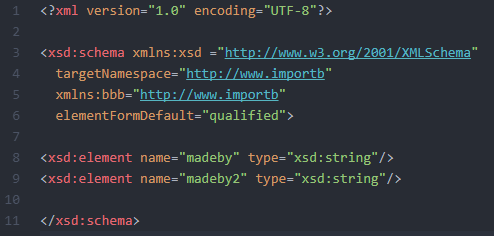 1 <?xml version="1.0" encoding="UTF-8"?>
2
3 <xsd:schema xmlns:xsd ="http://www.w3.org/2001/XMLSchema"
4 targetNamespace="http://www.importb"
5 xmlns:bbb="http://www.importb"
6 elementFormDefault="qualified">
7
8 <xsd:element name="madeby" type="xsd:string"/>
9 <xsd:element name="madeby2" type="xsd:string"/>
10
11 </xsd:schema>